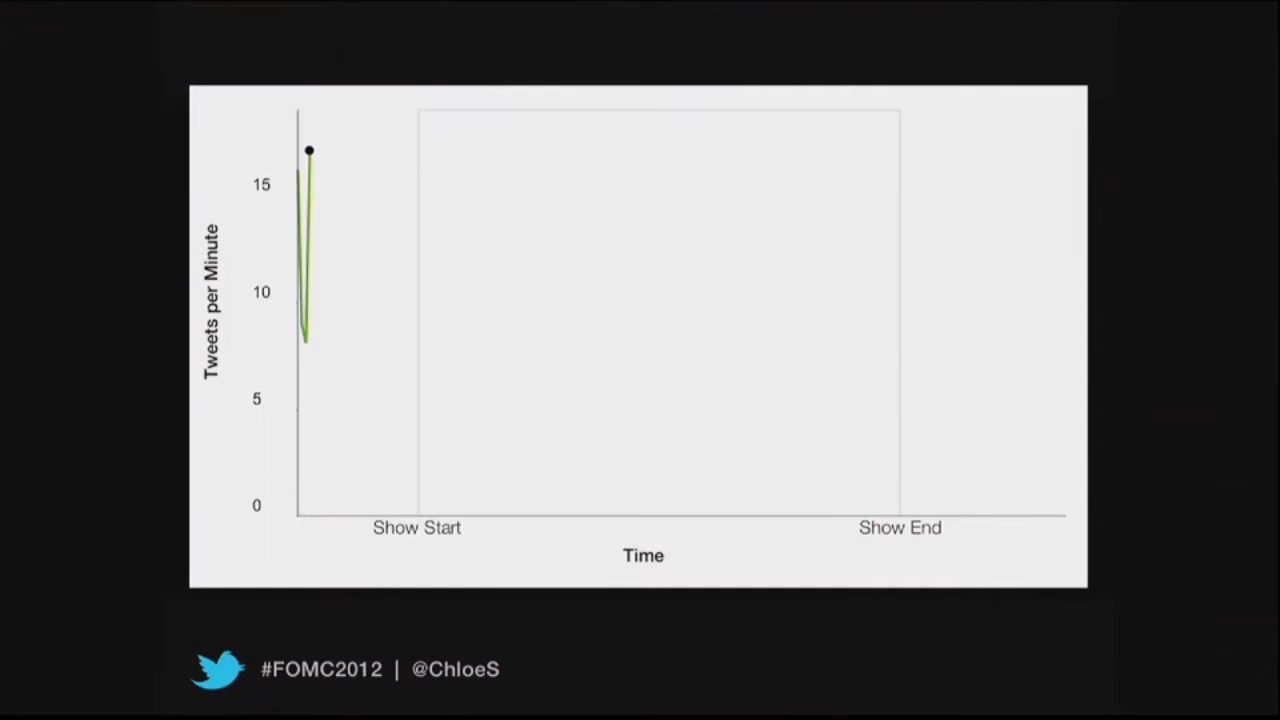 15
10
5
0
Tweets per Minute
Show Start
Show End
Time
#FOMC2012 | @ChloeS